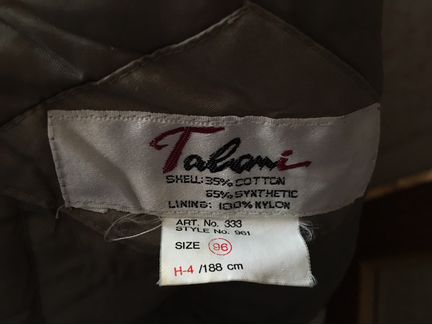 Talami
SHELL: 35% COTTON
65% SYNTHETIC
LINING: 100% NYLON
ART. No. 333
STYLE No. 961
SIZE 96
H-4 /188 cm